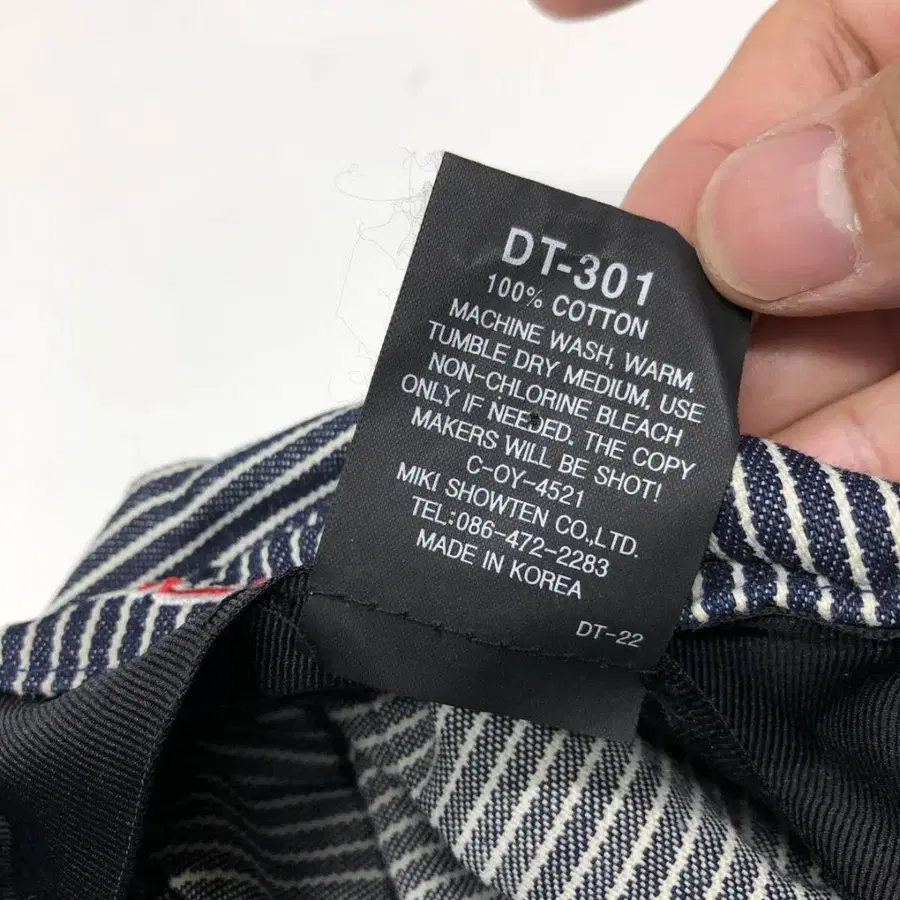 DT-301
100% COTTON
MACHINE WASH, WARM,
TUMBLE DRY MEDIUM, USE
NON-CHLORINE BLEACH
ONLY IF NEEDED. THE COPY
MAKERS WILL BE SHOT!
C-OY-4521
MIKI SHOWTEN CO.,LTD.
TEL:086-472-2283
MADE IN KOREA
DT-22